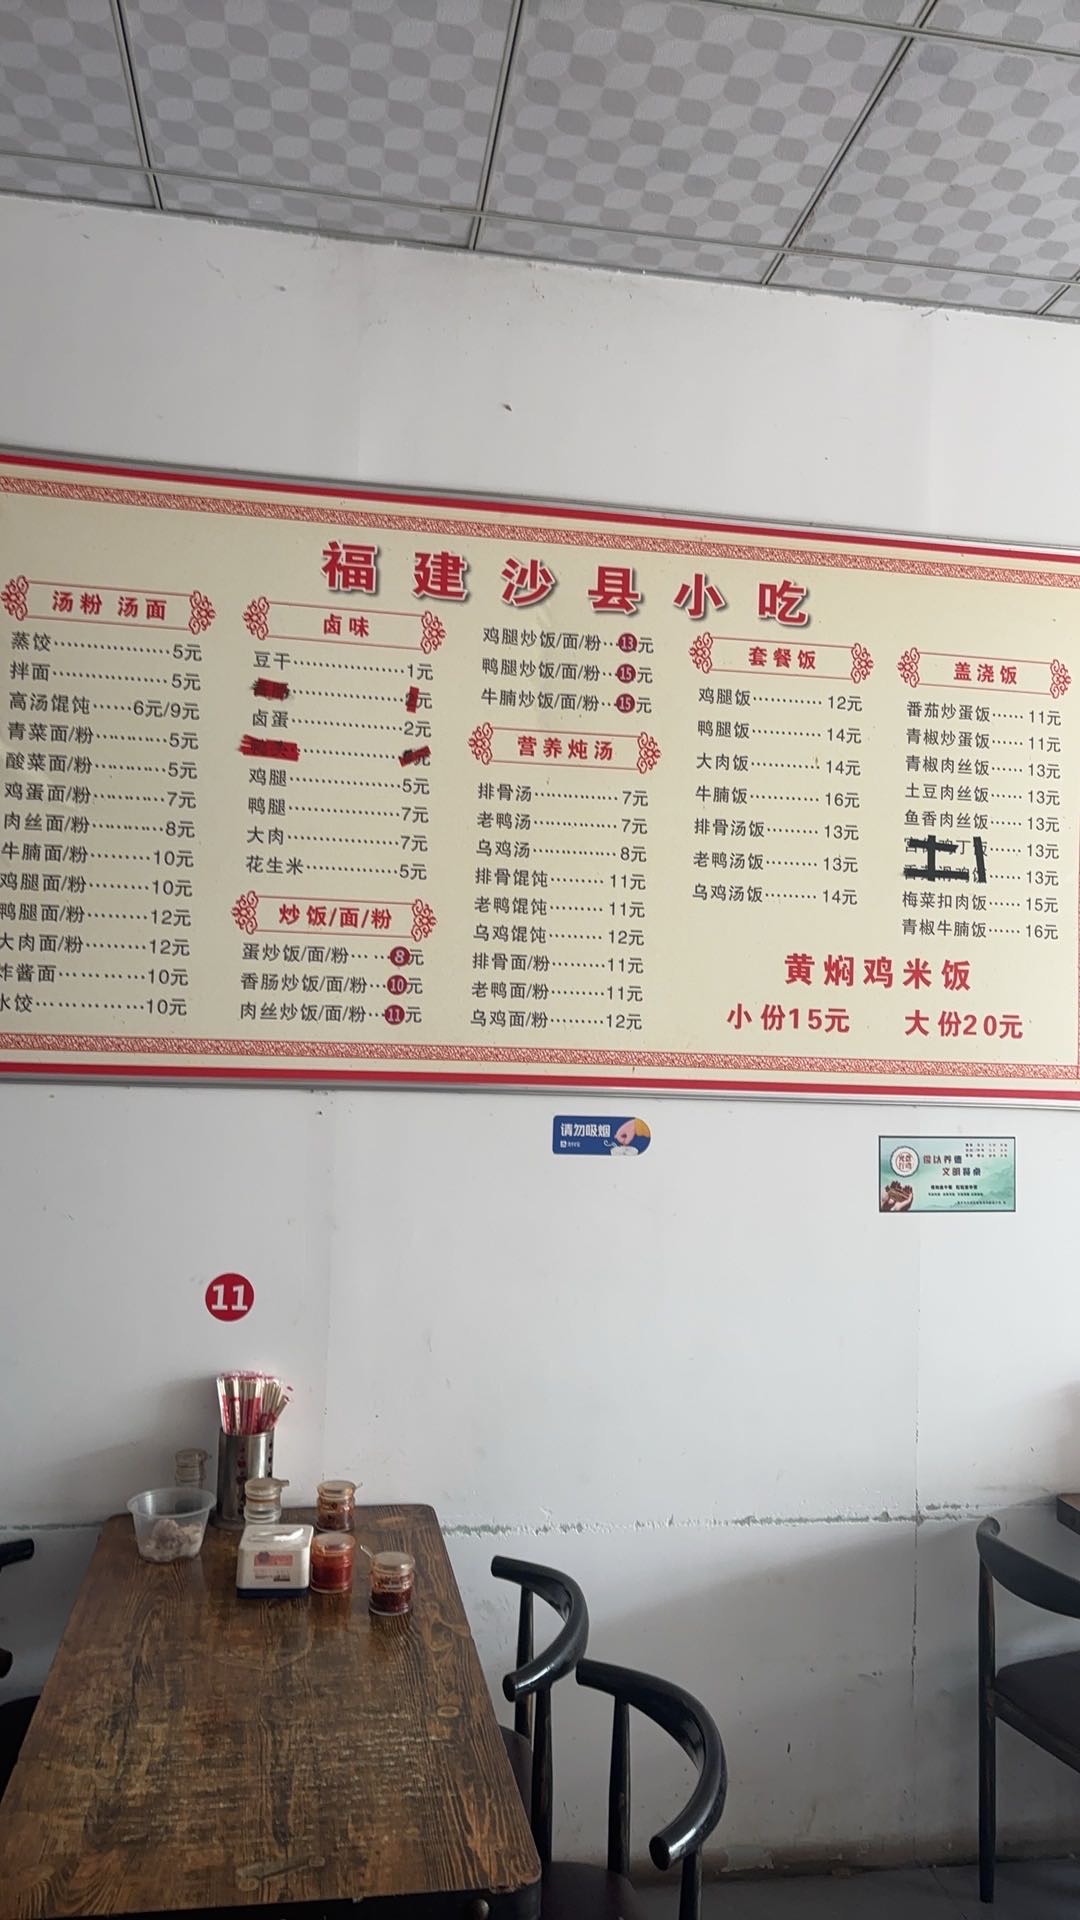 福建沙县小吃
汤粉 汤面
蒸饺··················5元
拌面··················5元
高汤馄饨······6元/9元
青菜面/粉············5元
酸菜面/粉············5元
鸡蛋面/粉············7元
肉丝面/粉············8元
牛腩面/粉·········10元
鸡腿面/粉·········10元
鸭腿面/粉·········12元
大肉面/粉·········12元
炸酱面············10元
水饺···············10元
卤味
豆干··················1元
··················2元
卤蛋··················2元
··················元
鸡腿··················5元
鸭腿··················7元
大肉··················7元
花生米···············5元
炒饭/面/粉
蛋炒饭/面/粉······8元
香肠炒饭/面/粉···10元
肉丝炒饭/面/粉···11元
鸡腿炒饭/面/粉···13元
鸭腿炒饭/面/粉···15元
牛腩炒饭/面/粉···15元
营养炖汤
排骨汤···············7元
老鸭汤···············7元
乌鸡汤···············8元
排骨馄饨·········11元
老鸭馄饨·········11元
乌鸡馄饨·········12元
排骨面/粉·········11元
老鸭面/粉·········11元
乌鸡面/粉·········12元
套餐饭
鸡腿饭············12元
鸭腿饭············14元
大肉饭············14元
牛腩饭············16元
排骨汤饭·········13元
老鸭汤饭·········13元
乌鸡汤饭·········14元
盖浇饭
番茄炒蛋饭······11元
青椒炒蛋饭······11元
青椒肉丝饭······13元
土豆肉丝饭······13元
鱼香肉丝饭······13元
宫 丁饭······13元
香 滑鸡 ······13元
梅菜扣肉饭······15元
青椒牛腩饭······16元
黄焖鸡米饭
小份15元 大份20元
请勿吸烟
俭以养德
文明餐桌
11